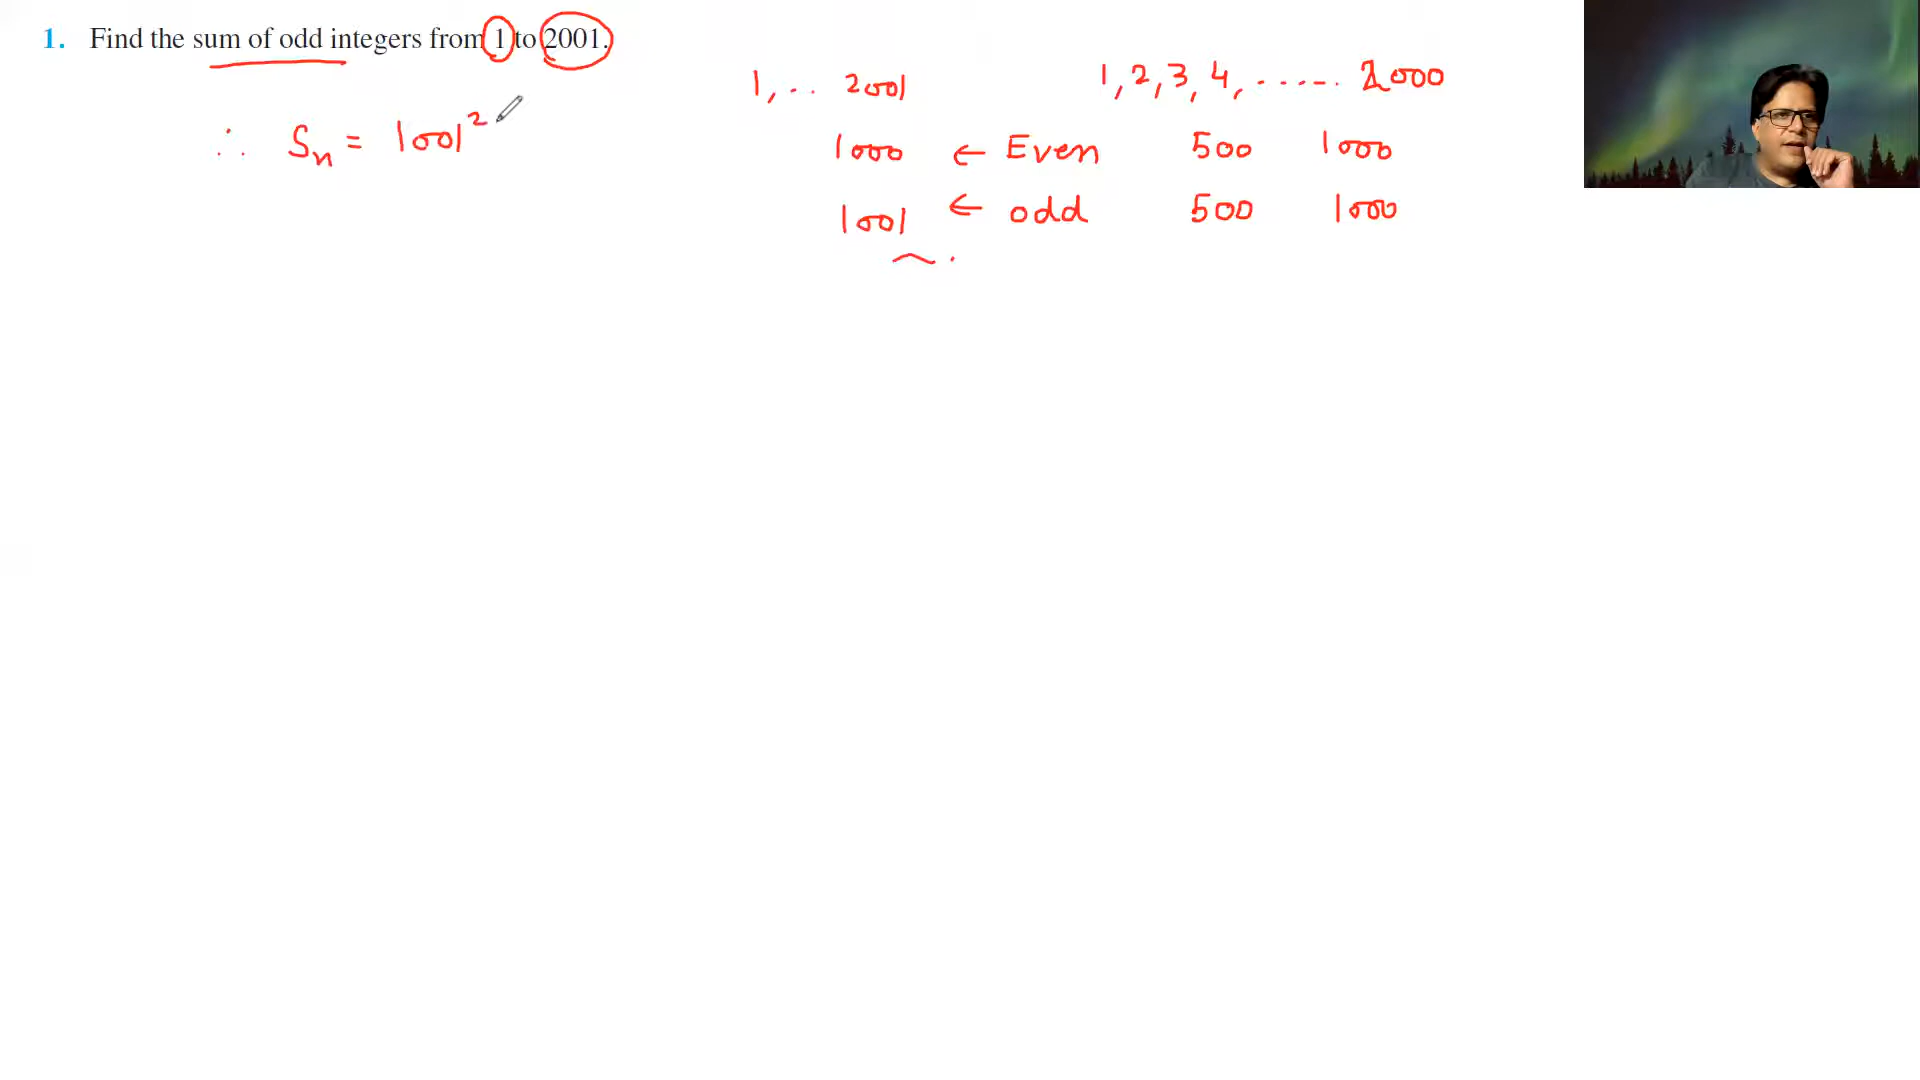 1. Find the sum of odd integers from 1 to 2001.
1, .. 2001 1, 2, 3, 4, ...... 2000
∴ Sn = 1001²
1000 ← Even 500 1000
1001 ← odd 500 1000